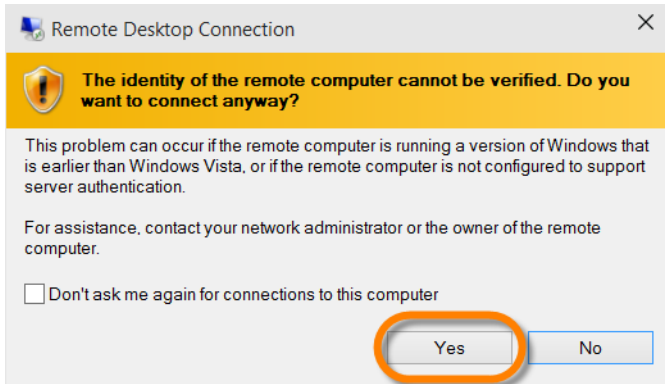 Remote Desktop Connection
The identity of the remote computer cannot be verified. Do you
want to connect anyway?
This problem can occur if the remote computer is running a version of Windows that
is earlier than Windows Vista, or if the remote computer is not configured to support
server authentication.
For assistance, contact your network administrator or the owner of the remote
computer.
Don't ask me again for connections to this computer
Yes No